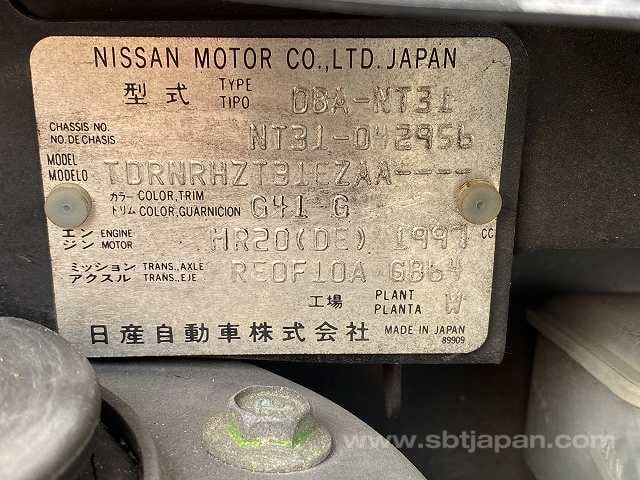 NISSAN MOTOR CO.,LTD. JAPAN
型式 TYPE TIPO DBA-NT31
CHASSIS NO. NO. DE CHASIS NT31-042956
MODEL MODELO TDRNRHZT31EZAA----
カラー トリム COLOR,TRIM COLOR,GUARNICION G41 G
エンジン ENGINE MOTOR MR20(DE) 1997 CC
ミッション アクスル TRANS.,AXLE TRANS.,EJE RE0F10A GB64
工場 PLANT PLANTA W
日産自動車株式会社 MADE IN JAPAN
89909
www.sbtjapan.com